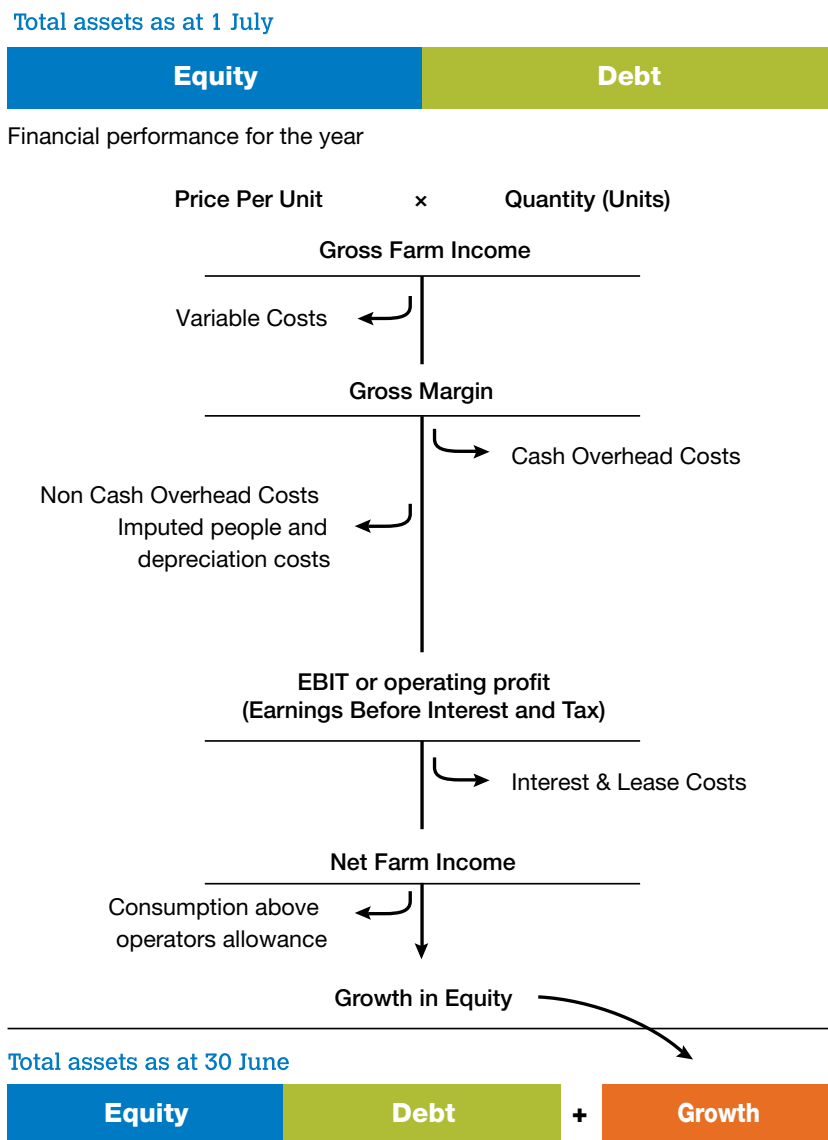 Total assets as at 1 July
Equity Debt
Financial performance for the year
Price Per Unit × Quantity (Units)
Gross Farm Income
Variable Costs
Gross Margin
Cash Overhead Costs
Non Cash Overhead Costs
Imputed people and
depreciation costs
EBIT or operating profit
(Earnings Before Interest and Tax)
Interest & Lease Costs
Net Farm Income
Consumption above
operators allowance
Growth in Equity
Total assets as at 30 June
Equity Debt + Growth